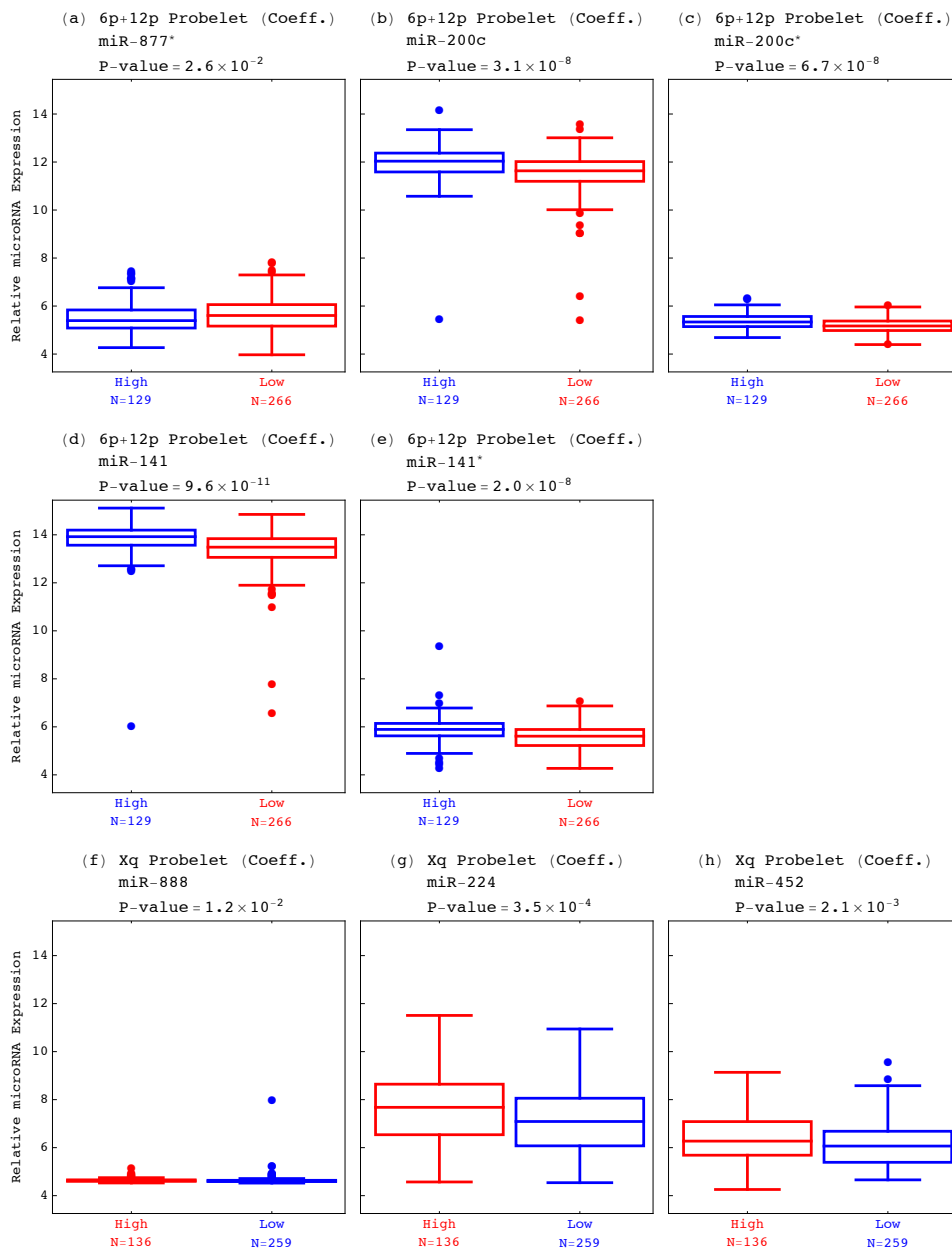 (a) 6p+12p Probelet (Coeff.)
miR-877*
P-value = 2.6 × 10⁻²
(b) 6p+12p Probelet (Coeff.)
miR-200c
P-value = 3.1 × 10⁻⁸
(c) 6p+12p Probelet (Coeff.)
miR-200c*
P-value = 6.7 × 10⁻⁸
Relative microRNA Expression
14
12
10
8
6
4
High
N=129
Low
N=266
High
N=129
Low
N=266
High
N=129
Low
N=266
(d) 6p+12p Probelet (Coeff.)
miR-141
P-value = 9.6 × 10⁻¹¹
(e) 6p+12p Probelet (Coeff.)
miR-141*
P-value = 2.0 × 10⁻⁸
Relative microRNA Expression
14
12
10
8
6
4
High
N=129
Low
N=266
High
N=129
Low
N=266
(f) Xq Probelet (Coeff.)
miR-888
P-value = 1.2 × 10⁻²
(g) Xq Probelet (Coeff.)
miR-224
P-value = 3.5 × 10⁻⁴
(h) Xq Probelet (Coeff.)
miR-452
P-value = 2.1 × 10⁻³
Relative microRNA Expression
14
12
10
8
6
4
High
N=136
Low
N=259
High
N=136
Low
N=259
High
N=136
Low
N=259